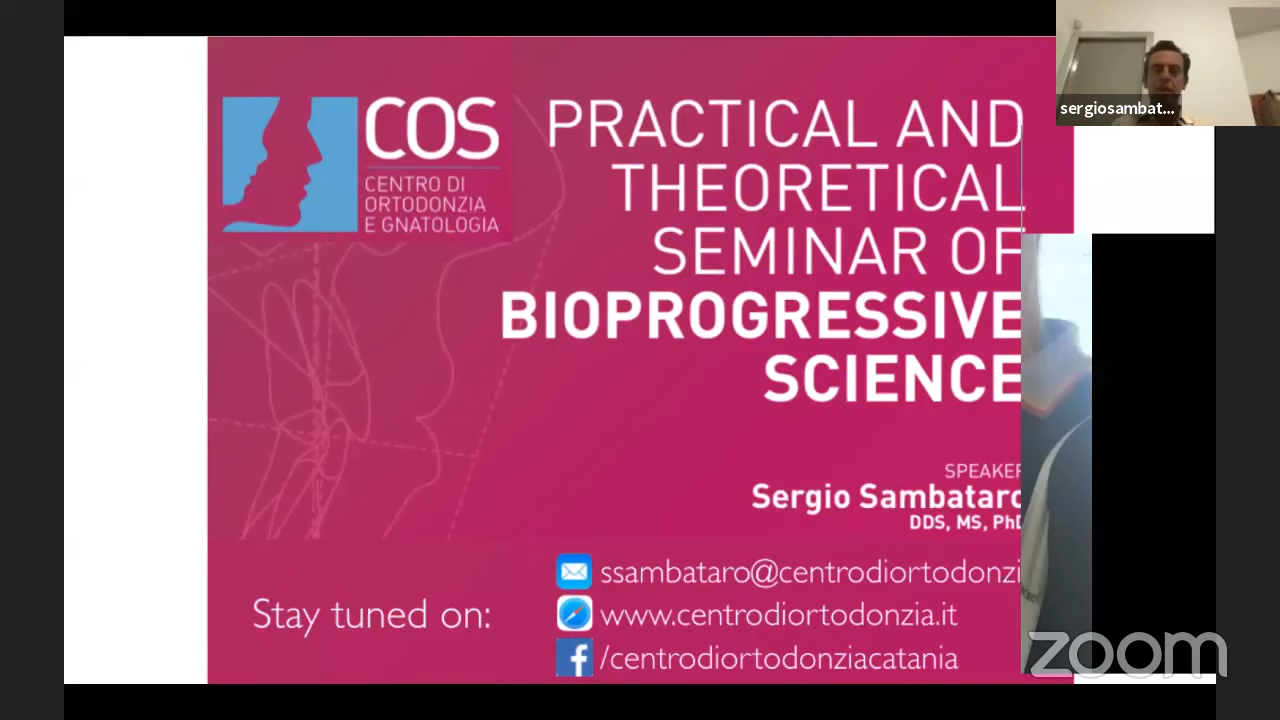 sergiosambat...
COS
CENTRO DI
ORTODONZIA
E GNATOLOGIA
PRACTICAL AND
THEORETICAL
SEMINAR OF
BIOPROGRESSIVE
SCIENCE
SPEAKER
Sergio Sambataro
DDS, MS, PhD
ssambataro@centrodiortodonzi
Stay tuned on:
www.centrodiortodonzia.it
/centrodiortodonziacatania
zoom